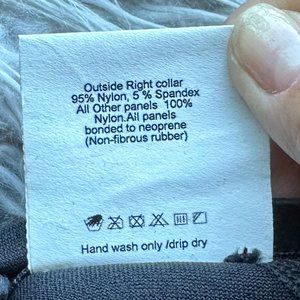 Outside Right collar
95% Nylon, 5 % Spandex
All Other panels 100%
Nylon.All panels
bonded to neoprene
(Non-fibrous rubber)
Hand wash only /drip dry